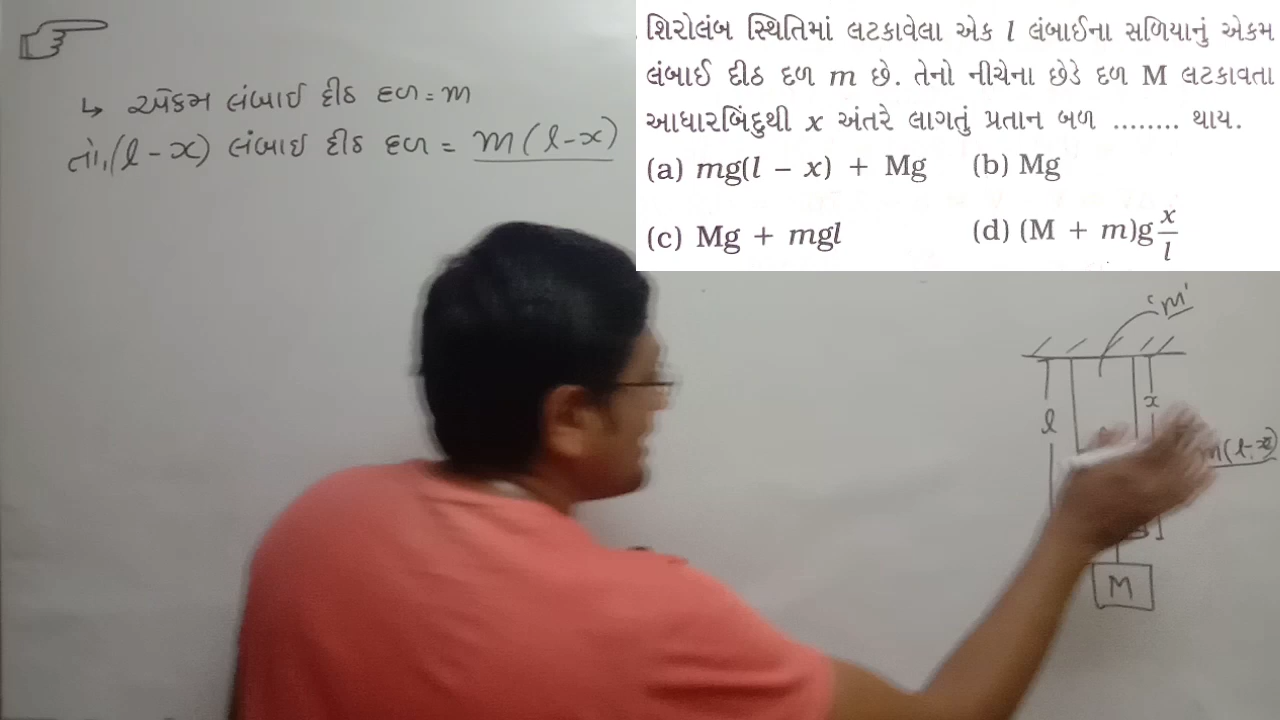 શિરોલંબ સ્થિતિમાં લટકાવેલા એક l લંબાઈના સળિયાનું એકમ
લંબાઈ દીઠ દળ m છે. તેનો નીચેના છેડે દળ M લટકાવતા
આધારબિંદુથી x અંતરે લાગતું પ્રતાન બળ ........ થાય.
(a) mg(l – x) + Mg (b) Mg
(c) Mg + mgl (d) (M + m)g x/l
↳ એકમ લંબાઈ દીઠ દળ = m
તો, (l – x) લંબાઈ દીઠ દળ = m(l – x)
'm'
l
x
m(l-x)
M